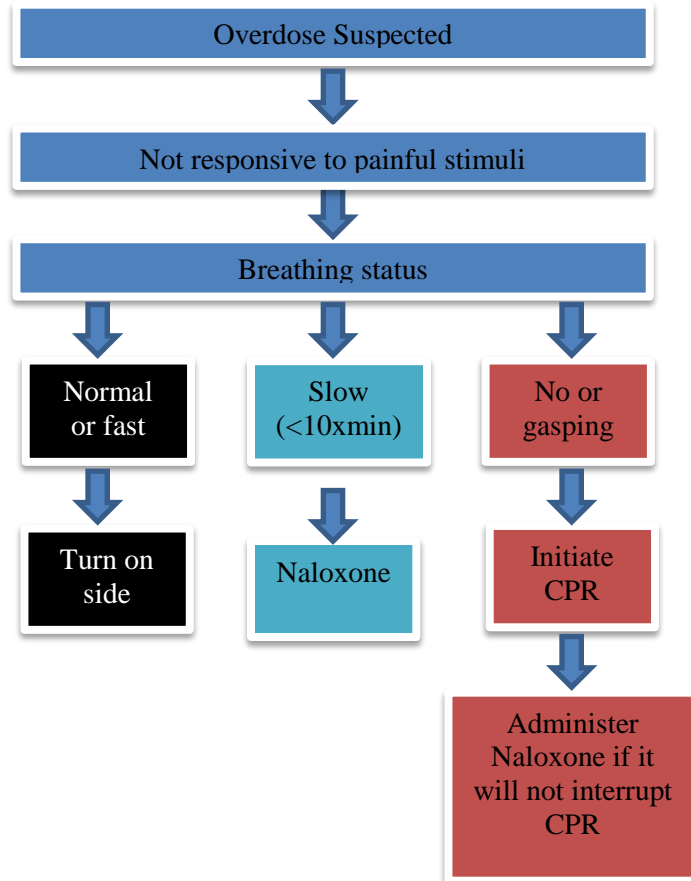 Overdose Suspected
Not responsive to painful stimuli
Breathing status
Normal
or fast
Slow
(<10xmin)
No or
gasping
Turn on
side
Naloxone
Initiate
CPR
Administer
Naloxone if it
will not interrupt
CPR